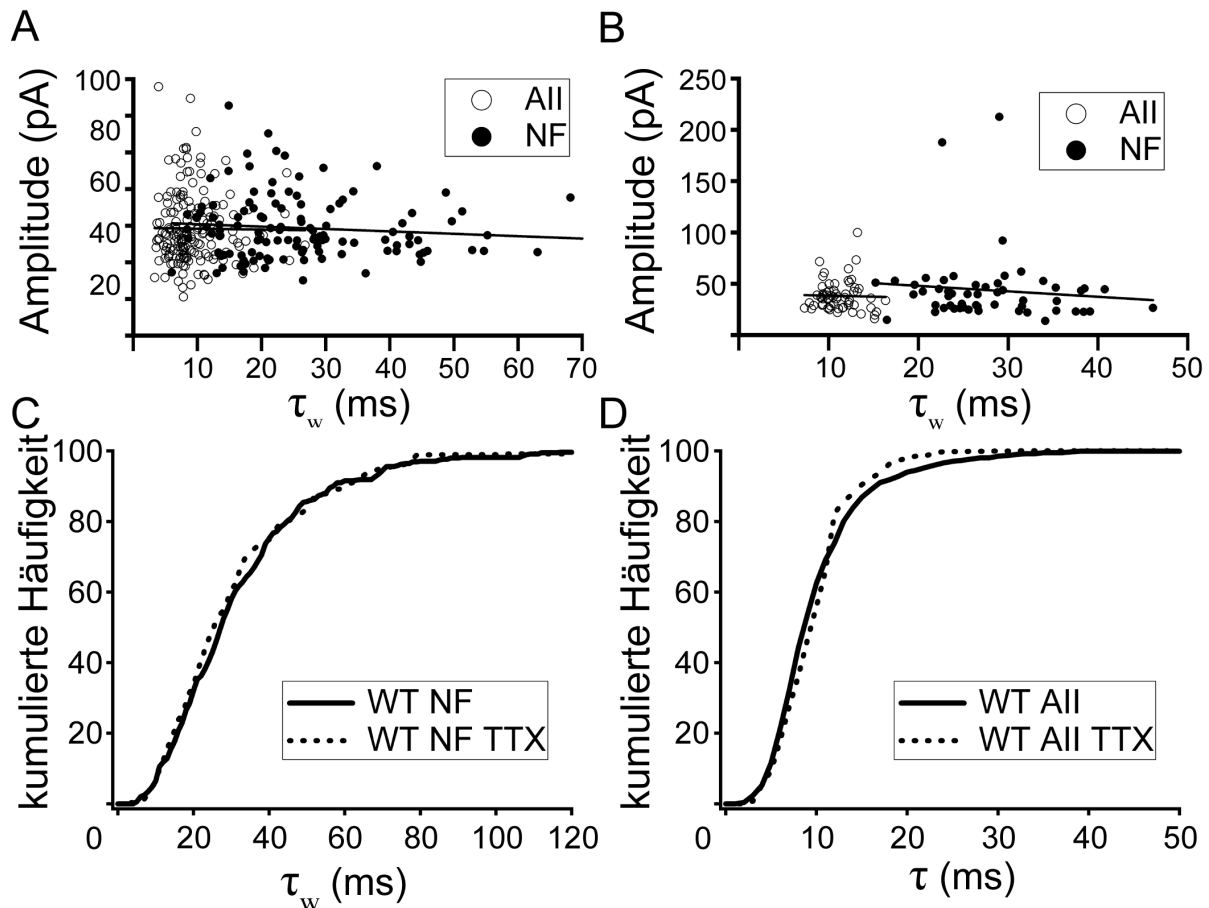 A
Amplitude (pA)
100
80
60
40
20
AII
NF
10 20 30 40 50 60 70
τw (ms)
B
Amplitude (pA)
250
200
150
100
50
AII
NF
10 20 30 40 50
τw (ms)
C
kumulierte Häufigkeit
100
80
60
40
20
0
WT NF
WT NF TTX
20 40 60 80 100 120
τw (ms)
D
kumulierte Häufigkeit
100
80
60
40
20
0
WT AII
WT AII TTX
10 20 30 40 50
τ (ms)